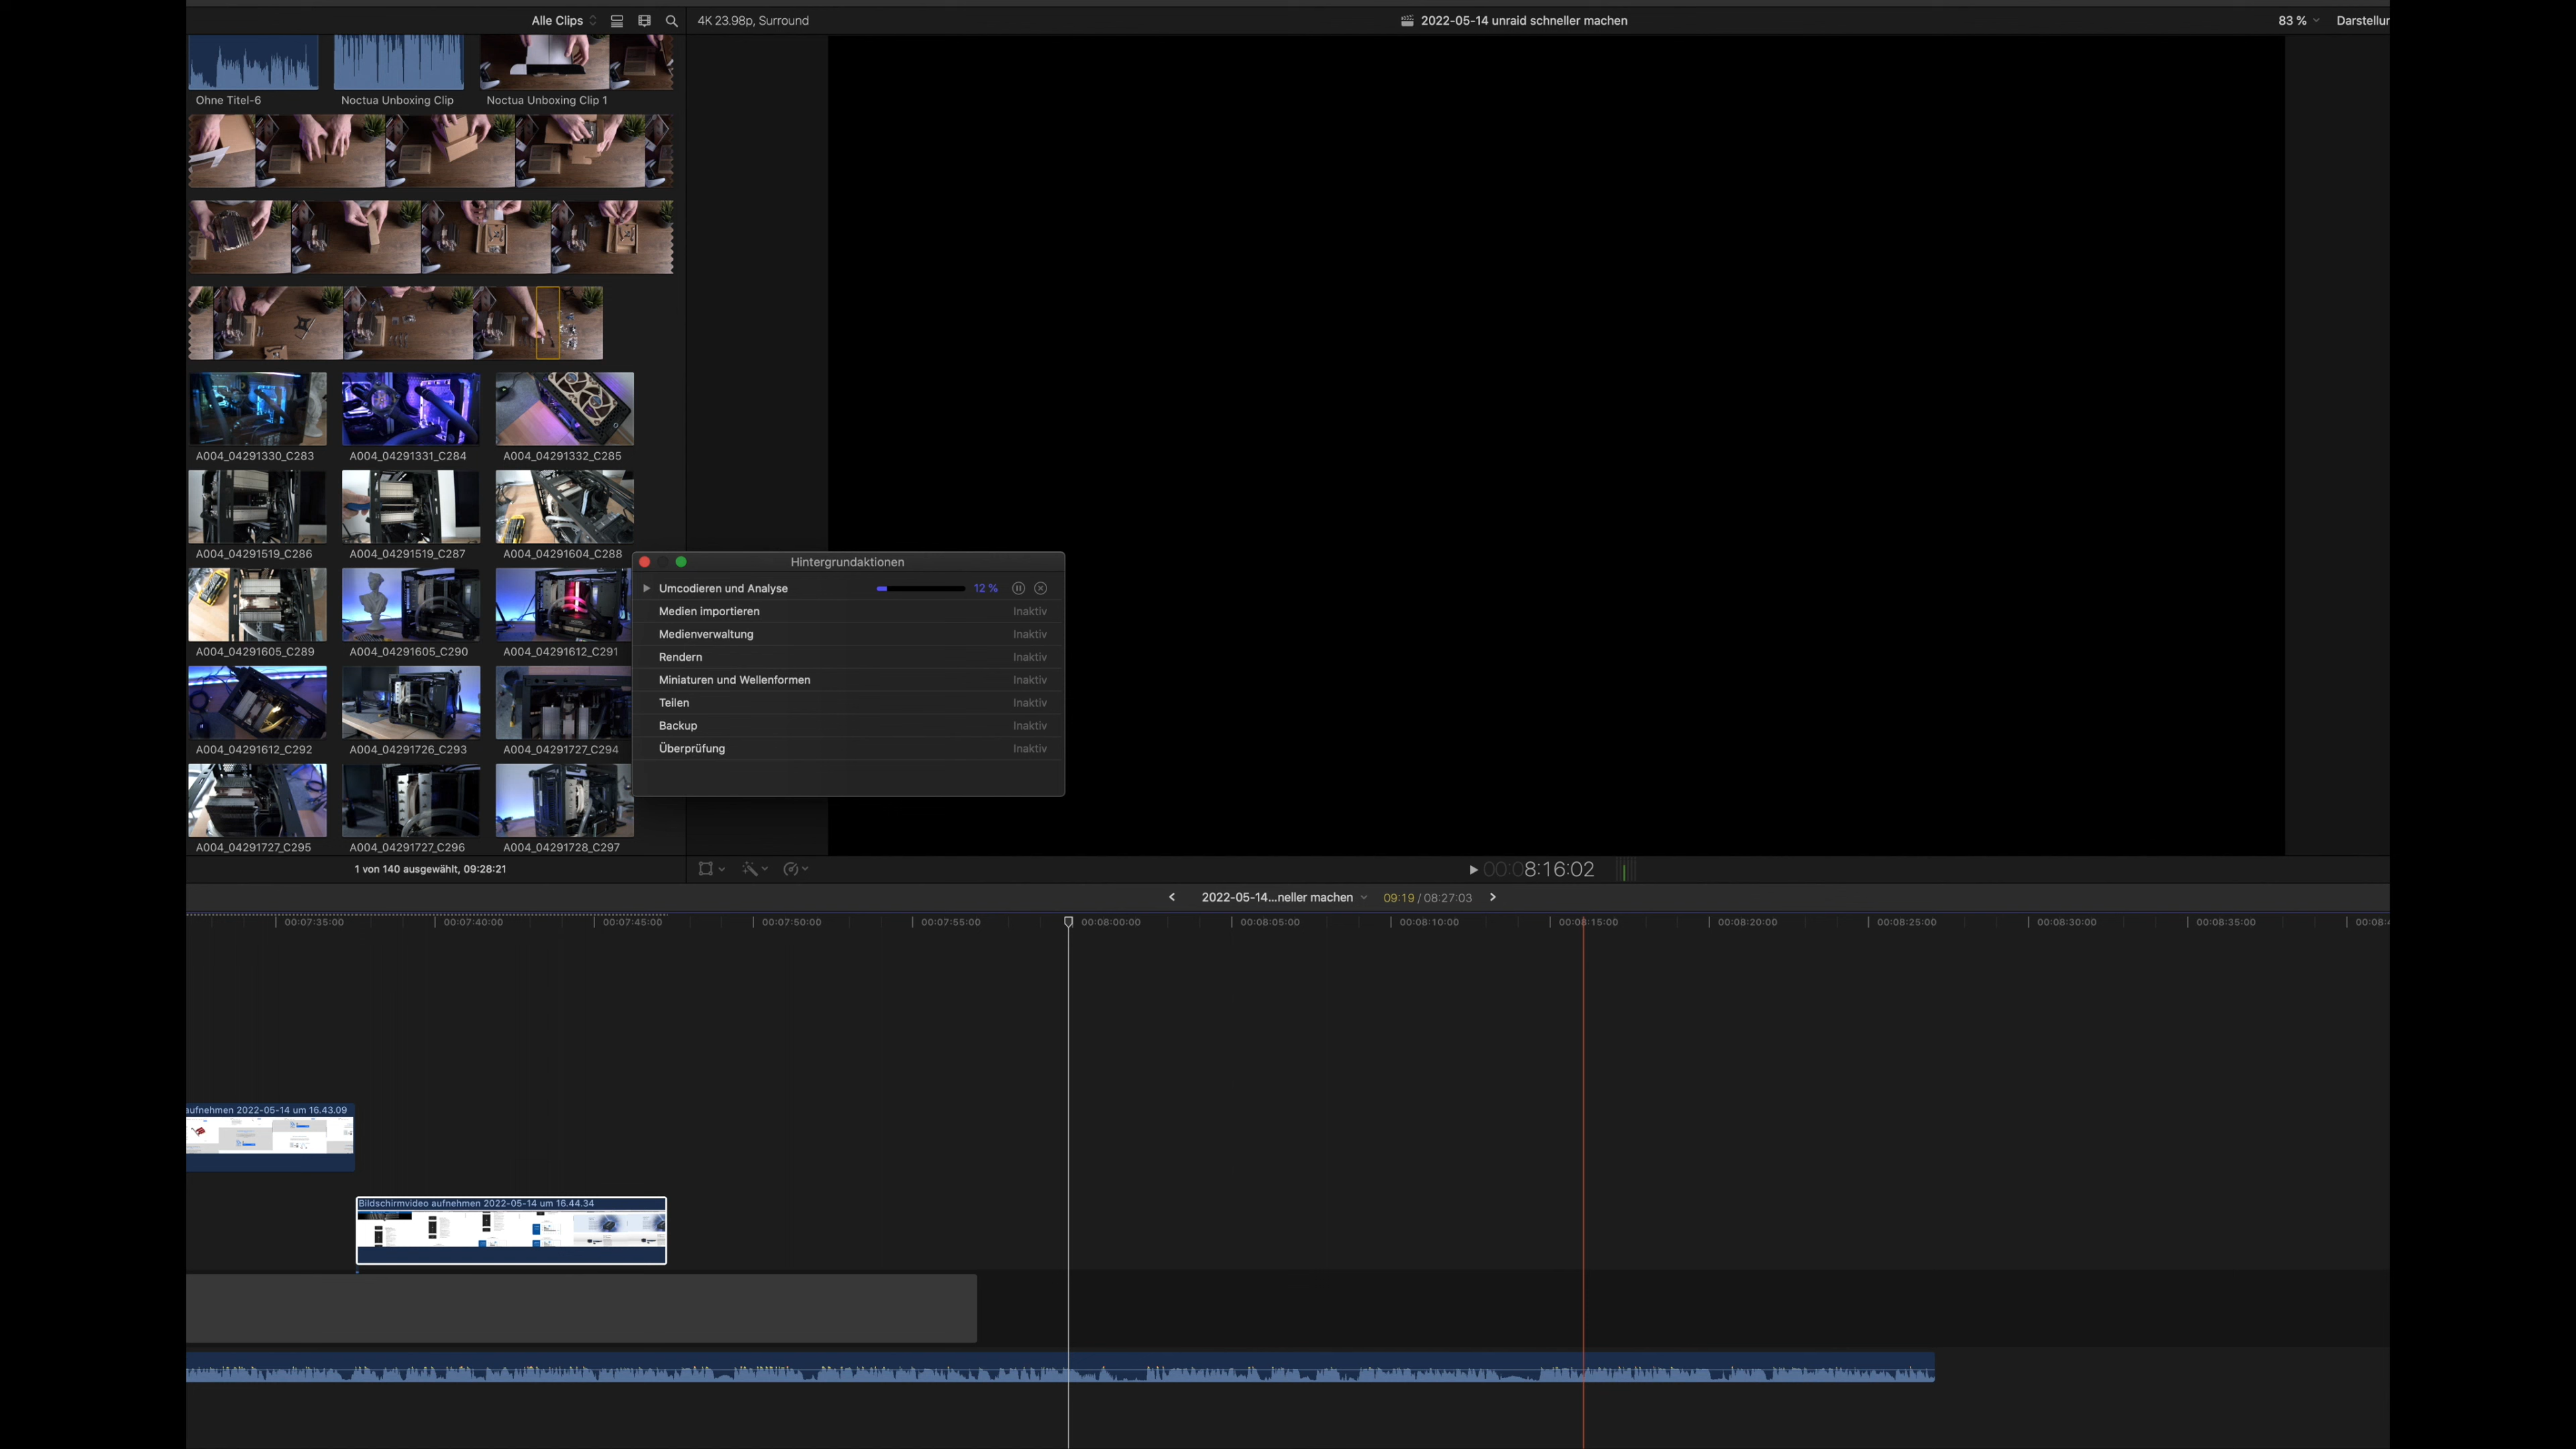 Alle Clips
4K 23.98p, Surround
2022-05-14 unraid schneller machen
83 %
Darstellur
Ohne Titel-6
Noctua Unboxing Clip
Noctua Unboxing Clip 1
A004_04291330_C283
A004_04291331_C284
A004_04291332_C285
A004_04291519_C286
A004_04291519_C287
A004_04291604_C288
A004_04291605_C289
A004_04291605_C290
A004_04291612_C291
A004_04291612_C292
A004_04291726_C293
A004_04291727_C294
A004_04291727_C295
A004_04291727_C296
A004_04291728_C297
Hintergrundaktionen
Umcodieren und Analyse 12 %
Medien importieren Inaktiv
Medienverwaltung Inaktiv
Rendern Inaktiv
Miniaturen und Wellenformen Inaktiv
Teilen Inaktiv
Backup Inaktiv
Überprüfung Inaktiv
1 von 140 ausgewählt, 09:28:21
00:08:16:02
2022-05-14...neller machen
09:19 / 08:27:03
00:07:35:00
00:07:40:00
00:07:45:00
00:07:50:00
00:07:55:00
00:08:00:00
00:08:05:00
00:08:10:00
00:08:15:00
00:08:20:00
00:08:25:00
00:08:30:00
00:08:35:00
00:08:4
aufnehmen 2022-05-14 um 16.43.09
Bildschirmvideo aufnehmen 2022-05-14 um 16.44.34